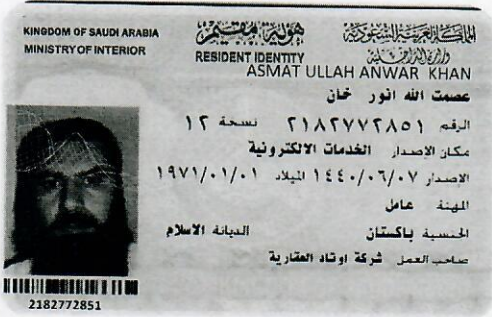 KINGDOM OF SAUDI ARABIA
MINISTRY OF INTERIOR
هوية مقيم
RESIDENT IDENTITY
المملكة العربية السعودية
وزارة الداخلية
ASMAT ULLAH ANWAR KHAN
عصمت الله انور خان
الرقم ٢١٨٢٧٧٢٨٥١ نسخة ١٢
مكان الإصدار الخدمات الالكترونية
الإصدار ١٤٤٠/٠٦/٠٧ الميلاد ١٩٧١/٠١/٠١
المهنة عامل
الجنسية باكستان الديانة الاسلام
صاحب العمل شركة اوتاد العقارية
2182772851